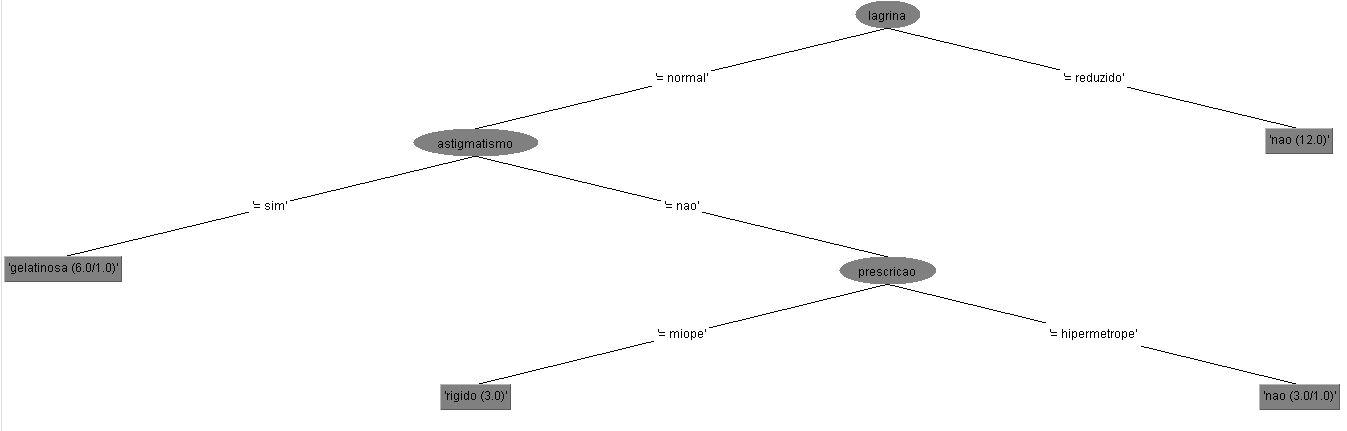 lagrina
'= normal'
'= reduzido'
astigmatismo
'nao (12.0)'
'= sim'
'= nao'
'gelatinosa (6.0/1.0)'
prescricao
'= miope'
'= hipermetrope'
'rigido (3.0)'
'nao (3.0/1.0)'